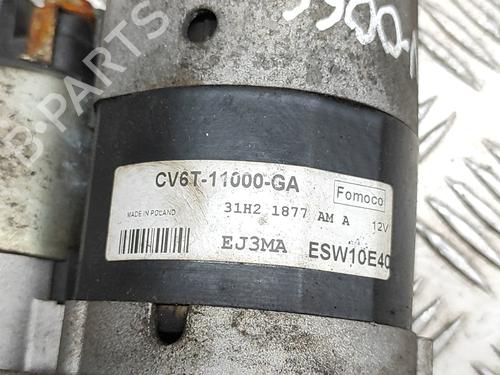 CV6T-11000-GA
Fomoco
31H2 1877 AM A
12V
MADE IN POLAND
EJ3MA
ESW10E40
B-PARTS